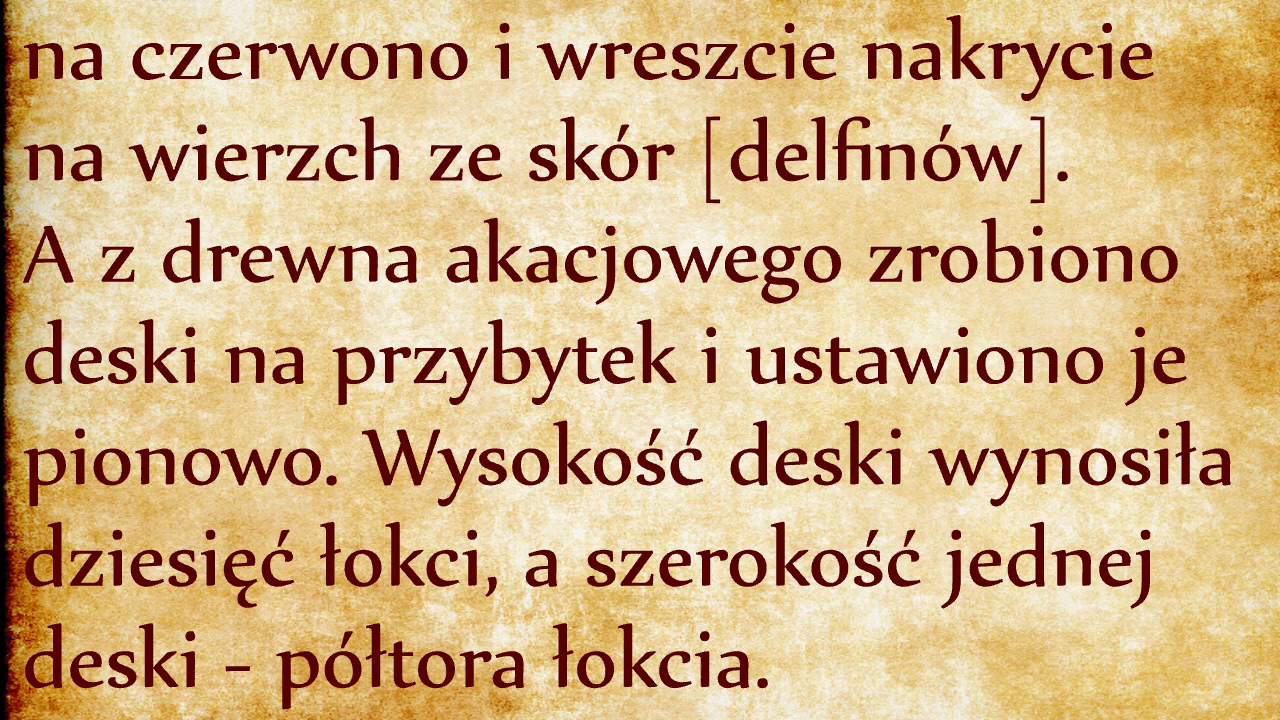 na czerwono i wreszcie nakrycie
na wierzch ze skór [delfinów].
A z drewna akacjowego zrobiono
deski na przybytek i ustawiono je
pionowo. Wysokość deski wynosiła
dziesięć łokci, a szerokość jednej
deski - półtora łokcia.